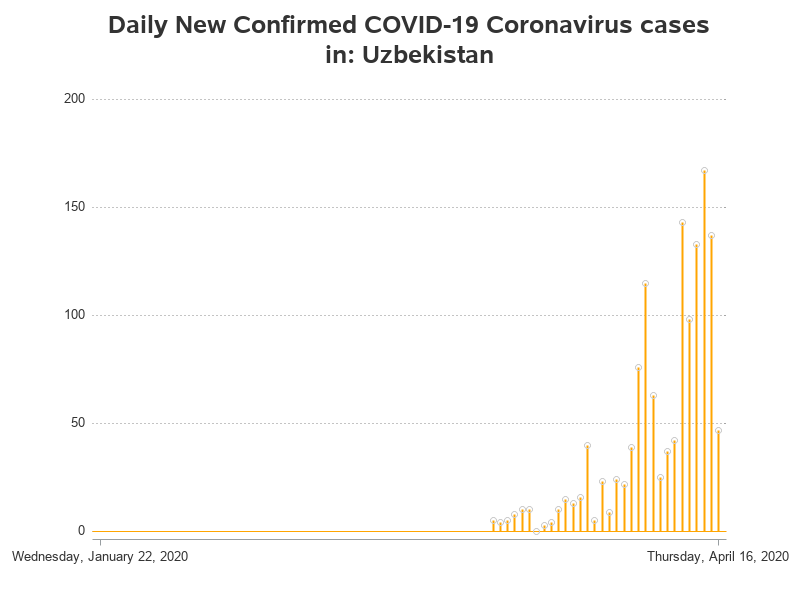 Daily New Confirmed COVID-19 Coronavirus cases
in: Uzbekistan
200
150
100
50
0
Wednesday, January 22, 2020
Thursday, April 16, 2020